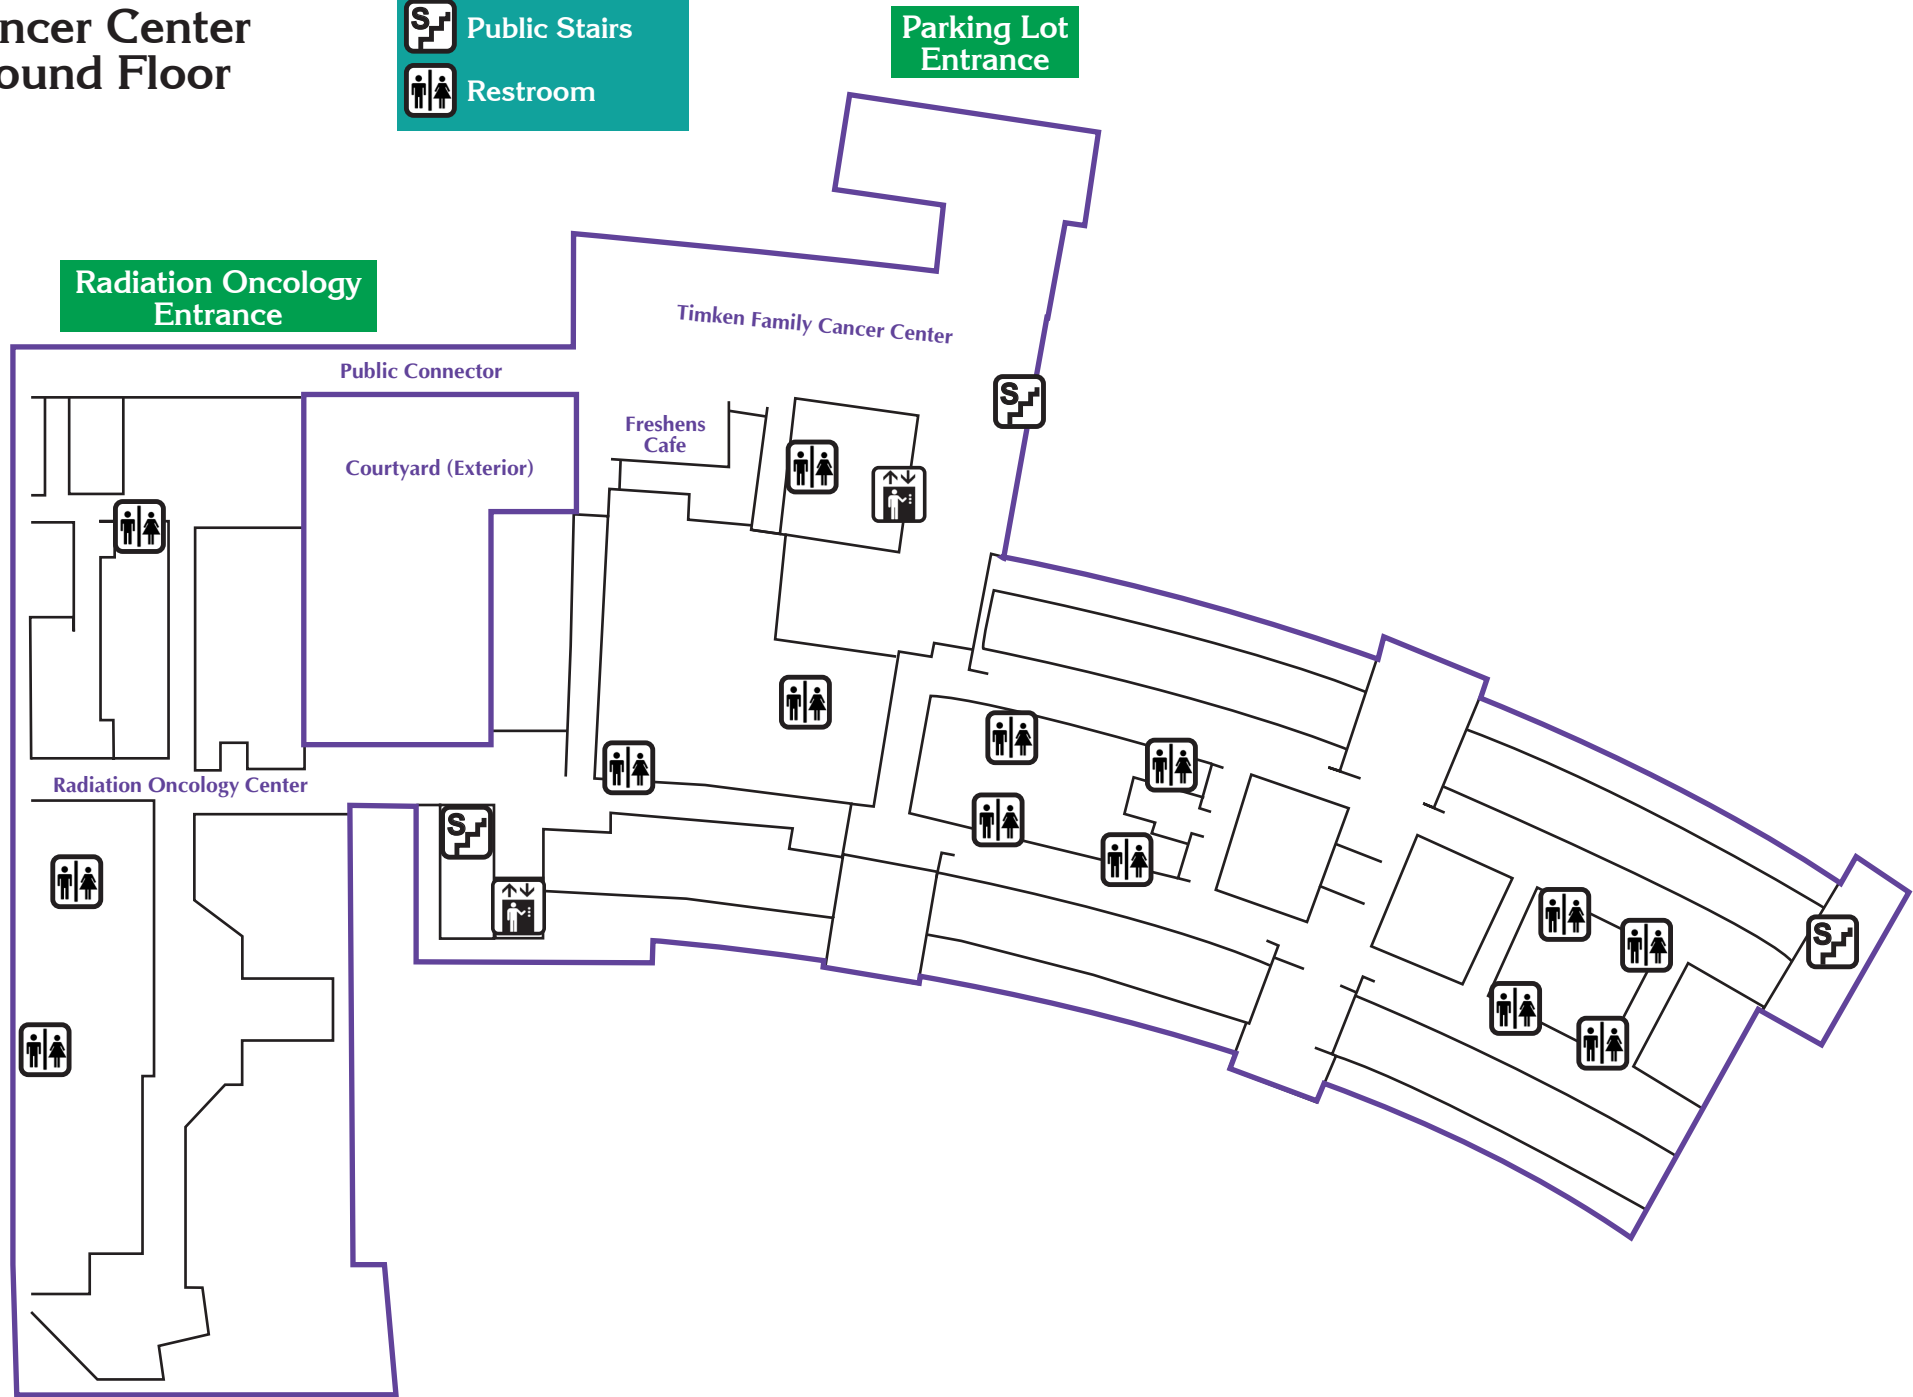 ncer Center
ound Floor
S Public Stairs
Restroom
Parking Lot
Entrance
Radiation Oncology
Entrance
Timken Family Cancer Center
Public Connector
S
Freshens
Cafe
Courtyard (Exterior)
Radiation Oncology Center
S
S